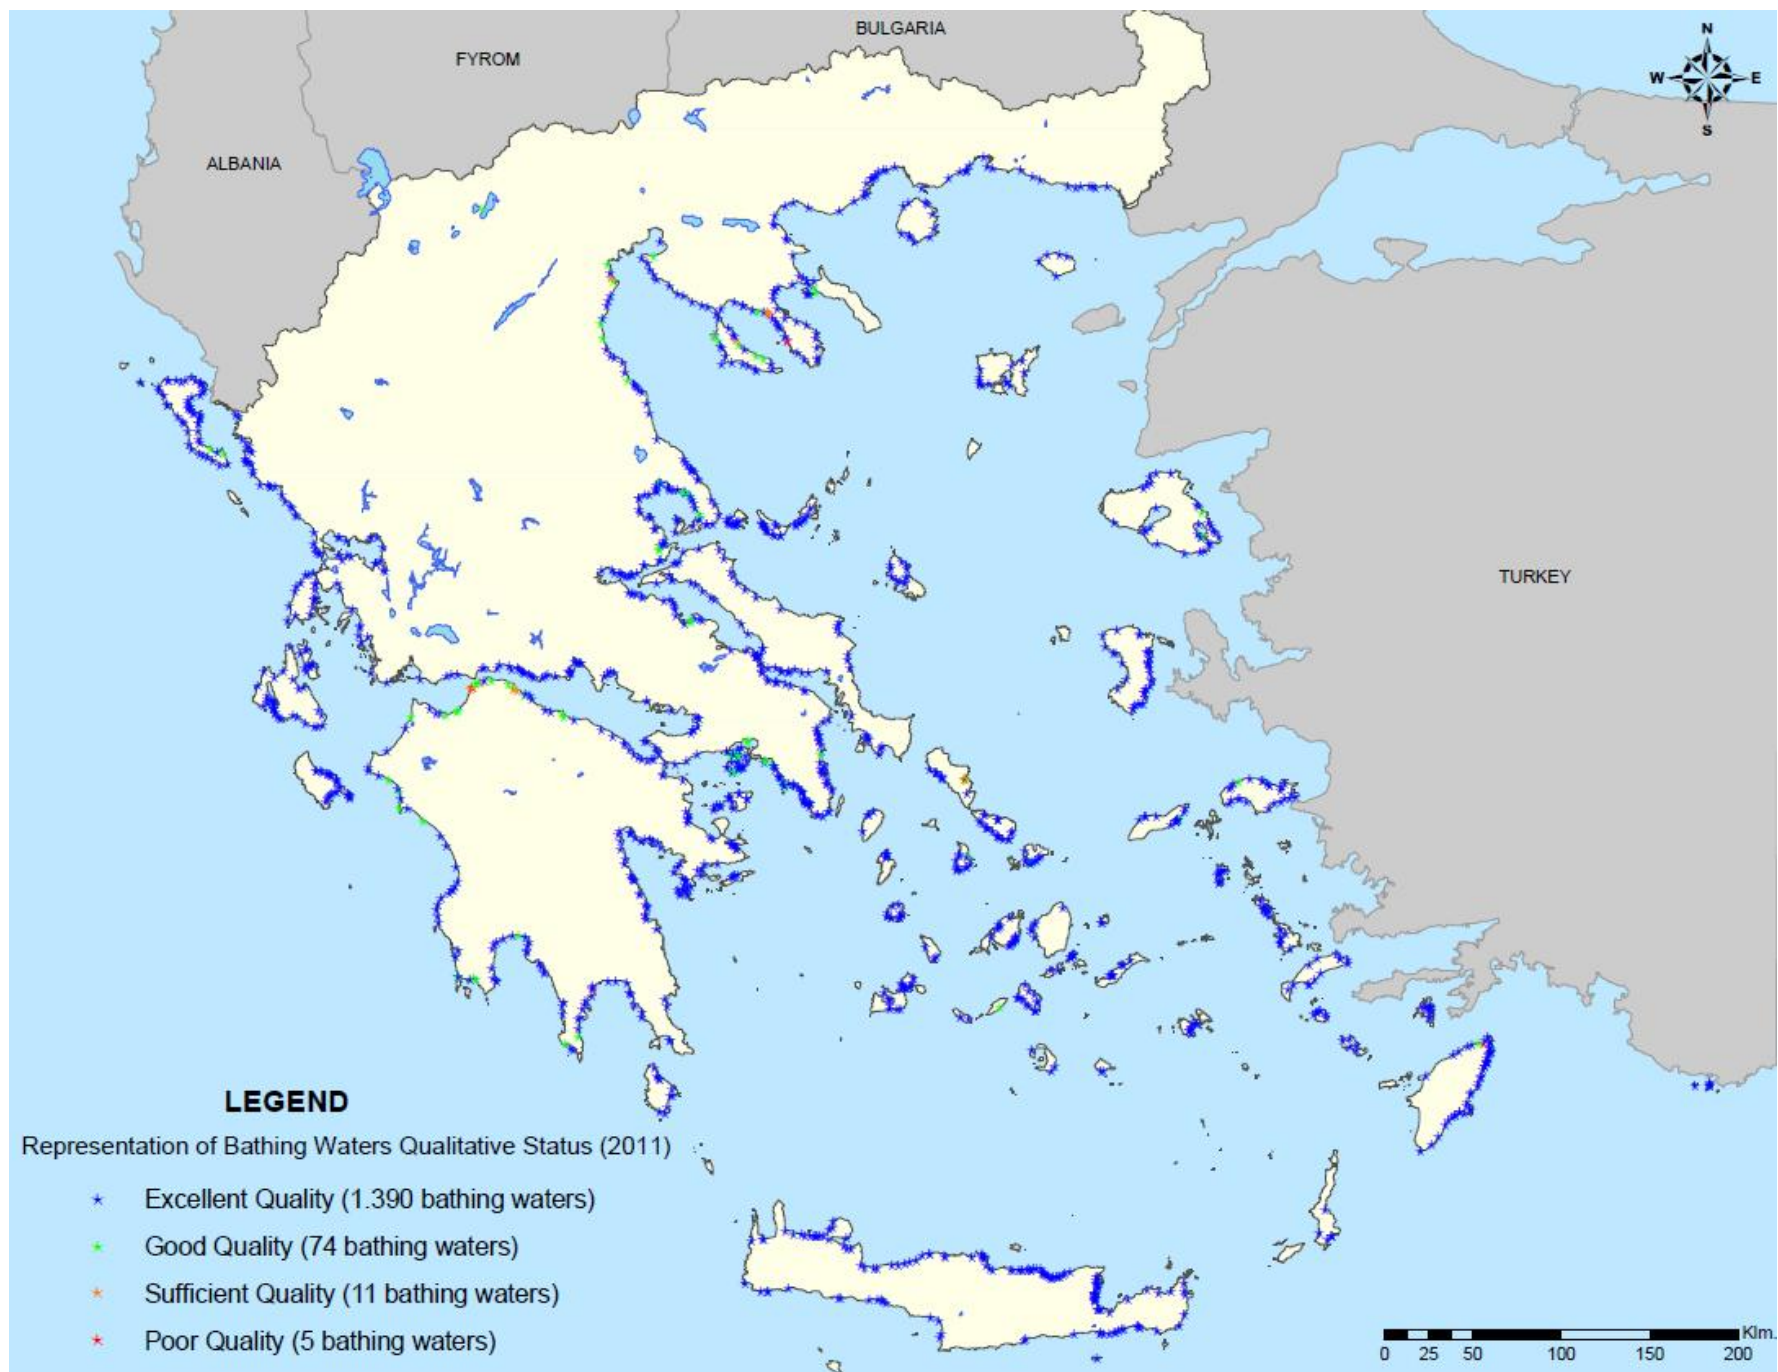 BULGARIA
FYROM
N
W E
S
ALBANIA
TURKEY
LEGEND
Representation of Bathing Waters Qualitative Status (2011)
Excellent Quality (1.390 bathing waters)
Good Quality (74 bathing waters)
Sufficient Quality (11 bathing waters)
Poor Quality (5 bathing waters)
Klm.
0 25 50 100 150 200